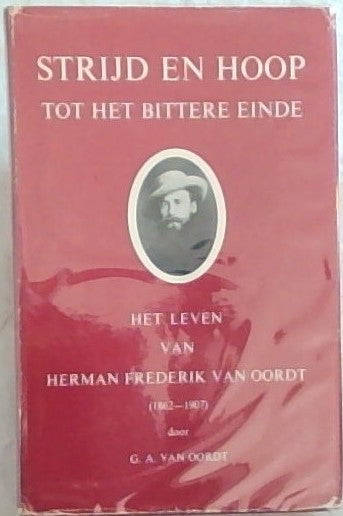 STRIJD EN HOOP
TOT HET BITTERE EINDE
HET LEVEN
VAN
HERMAN FREDERIK VAN OORDT
(1862—1907)
door
G. A. VAN OORDT